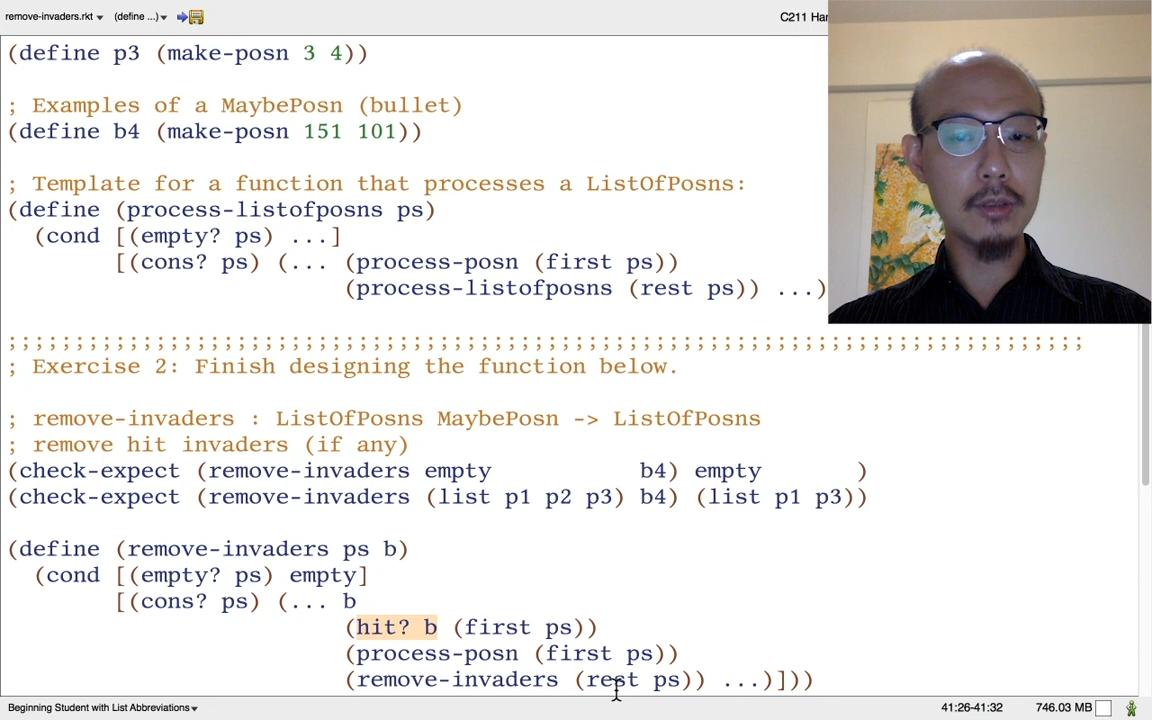 remove-invaders.rkt ▾ (define ...) ▾ C211 Han
(define p3 (make-posn 3 4))
; Examples of a MaybePosn (bullet)
(define b4 (make-posn 151 101))
; Template for a function that processes a ListOfPosns:
(define (process-listofposns ps)
(cond [(empty? ps) ...]
[(cons? ps) (... (process-posn (first ps))
(process-listofposns (rest ps)) ...)
;;;;;;;;;;;;;;;;;;;;;;;;;;;;;;;;;;;;;;;;;;;;;;;;;;;;;;;;;;;;;;;;;;;;;;;;;;;;;;;;
; Exercise 2: Finish designing the function below.
; remove-invaders : ListOfPosns MaybePosn -> ListOfPosns
; remove hit invaders (if any)
(check-expect (remove-invaders empty b4) empty )
(check-expect (remove-invaders (list p1 p2 p3) b4) (list p1 p3))
(define (remove-invaders ps b)
(cond [(empty? ps) empty]
[(cons? ps) (... b
(hit? b (first ps))
(process-posn (first ps))
(remove-invaders (rest ps)) ...)]))
Beginning Student with List Abbreviations ▾ 41:26-41:32 746.03 MB